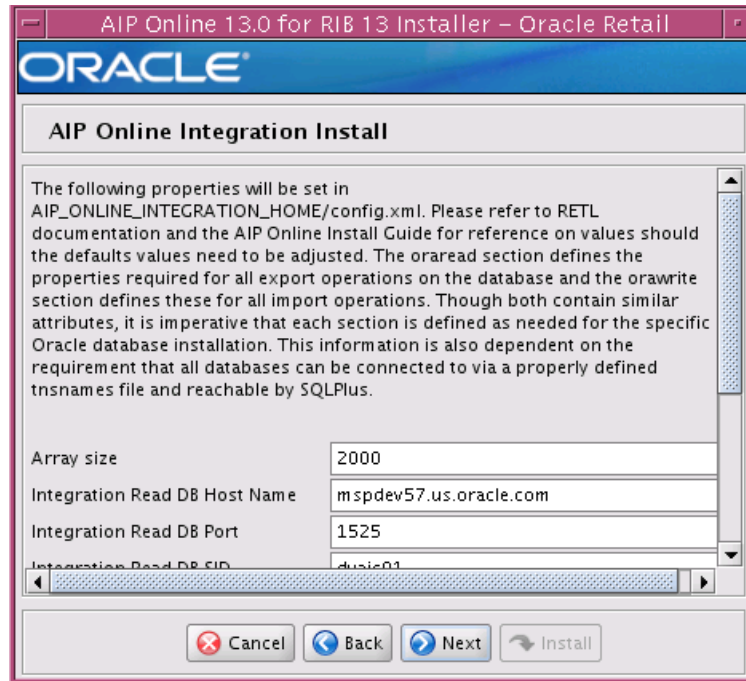 AIP Online 13.0 for RIB 13 Installer – Oracle Retail
ORACLE®
AIP Online Integration Install
The following properties will be set in
AIP_ONLINE_INTEGRATION_HOME/config.xml. Please refer to RETL
documentation and the AIP Online Install Guide for reference on values should
the defaults values need to be adjusted. The oraread section defines the
properties required for all export operations on the database and the orawrite
section defines these for all import operations. Though both contain similar
attributes, it is imperative that each section is defined as needed for the specific
Oracle database installation. This information is also dependent on the
requirement that all databases can be connected to via a properly defined
tnsnames file and reachable by SQLPlus.
Array size 2000
Integration Read DB Host Name mspdev57.us.oracle.com
Integration Read DB Port 1525
Integration Read DB SID
Cancel Back Next Install